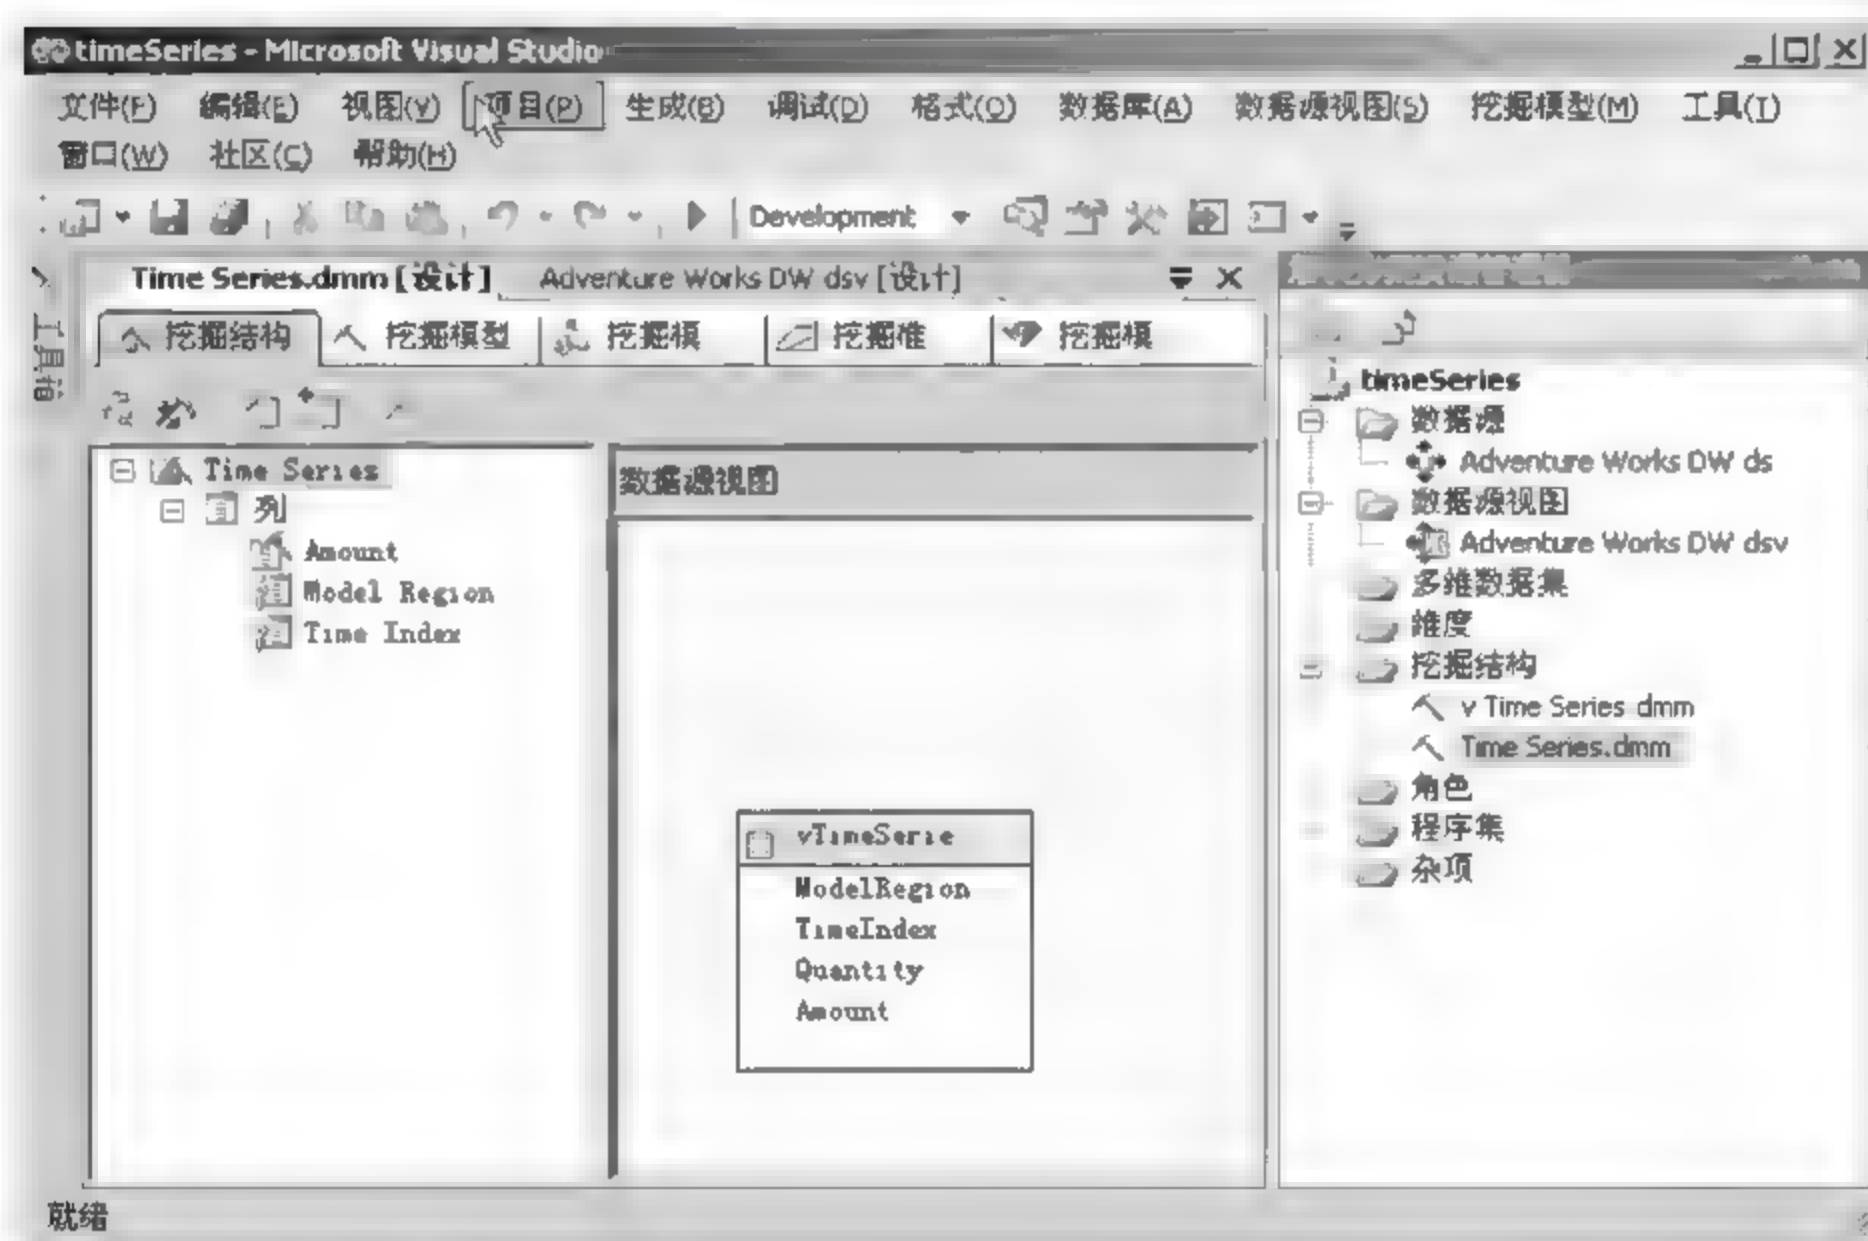 timeSeries - Microsoft Visual Studio
文件(F) 编辑(E) 视图(V) 项目(P) 生成(B) 调试(D) 格式(O) 数据库(A) 数据源视图(S) 挖掘模型(M) 工具(T)
窗口(W) 社区(C) 帮助(H)
Development
Time Series.dmm [设计] Adventure Works DW dsv [设计]
工具箱
挖掘结构 挖掘模型 挖掘模 挖掘准 挖掘模
Time Series
列
Amount
Model Region
Time Index
数据源视图
vTimeSerie
ModelRegion
TimeIndex
Quantity
Amount
timeSeries
数据源
Adventure Works DW ds
数据源视图
Adventure Works DW dsv
多维数据集
维度
挖掘结构
v Time Series dmm
Time Series.dmm
角色
程序集
杂项
就绪